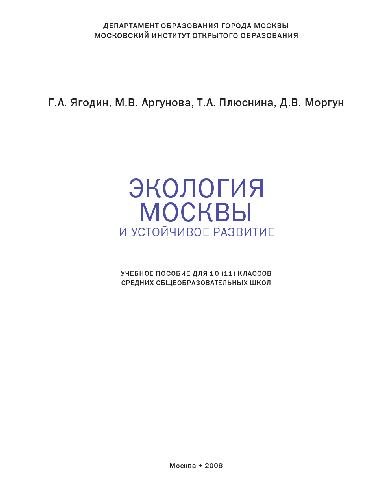 ДЕПАРТАМЕНТ ОБРАЗОВАНИЯ ГОРОДА МОСКВЫ
МОСКОВСКИЙ ИНСТИТУТ ОТКРЫТОГО ОБРАЗОВАНИЯ
Г.А. Ягодин, М.В. Аргунова, Т.А. Плюснина, Д.В. Моргун
ЭКОЛОГИЯ
МОСКВЫ
И УСТОЙЧИВОЕ РАЗВИТИЕ
УЧЕБНОЕ ПОСОБИЕ ДЛЯ 10 (11) КЛАССОВ
СРЕДНИХ ОБЩЕОБРАЗОВАТЕЛЬНЫХ ШКОЛ
Москва • 2008